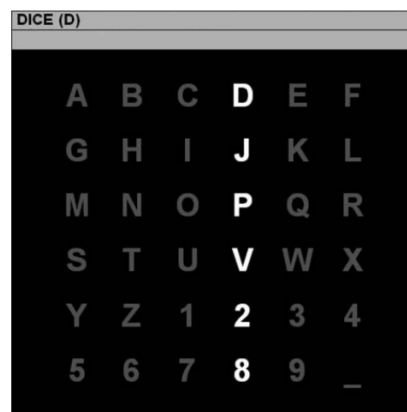 DICE (D)
A B C D E F
G H I J K L
M N O P Q R
S T U V W X
Y Z 1 2 3 4
5 6 7 8 9 _